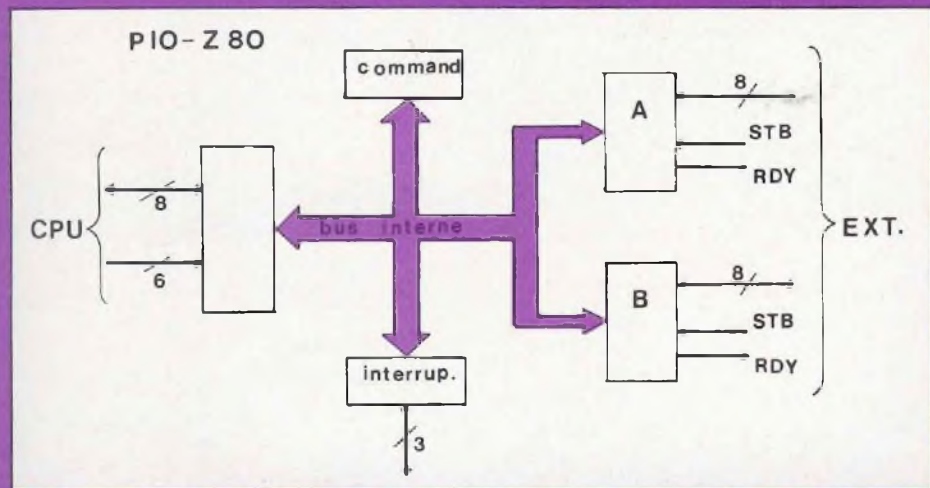 PIO-Z80
command
8
A
STB
RDY
CPU
8
6
bus interne
EXT.
8
B
STB
RDY
interrup.
3